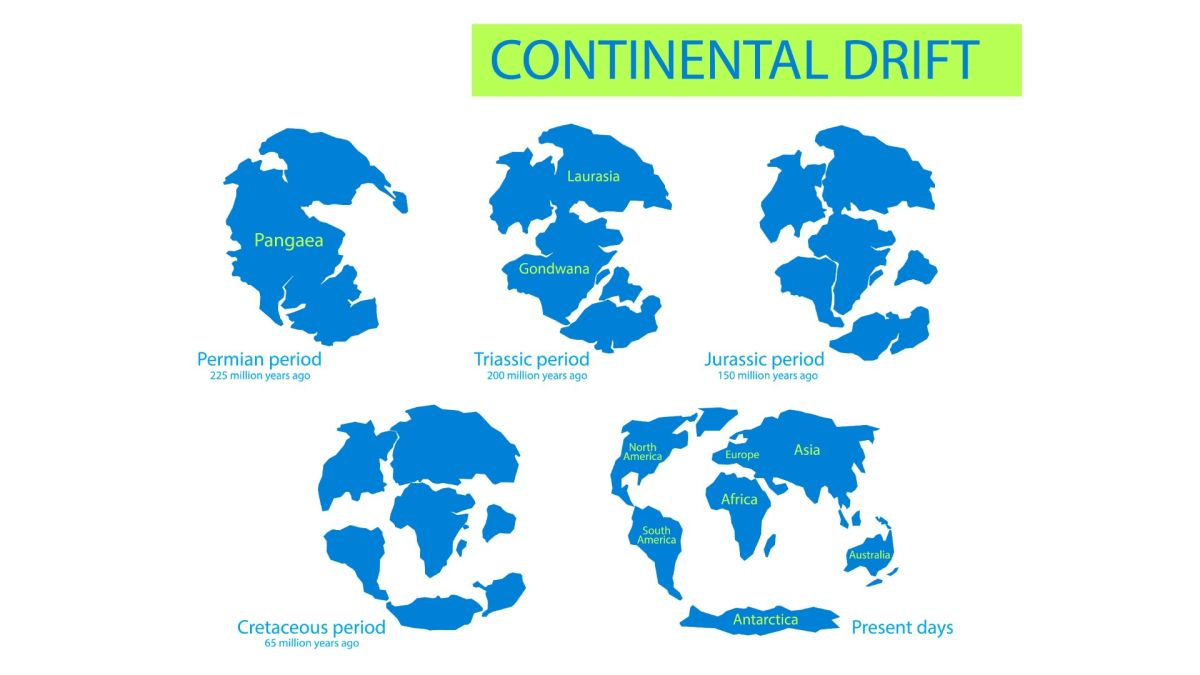 CONTINENTAL DRIFT
Pangaea
Permian period
225 million years ago
Laurasia
Gondwana
Triassic period
200 million years ago
Jurassic period
150 million years ago
Cretaceous period
65 million years ago
North
America
Europe
Asia
Africa
South
America
Australia
Antarctica
Present days